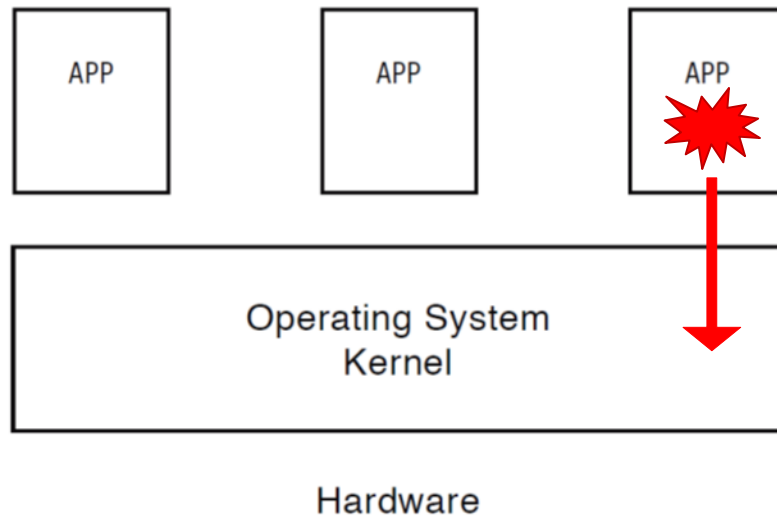 APP
APP
APP
Operating System
Kernel
Hardware